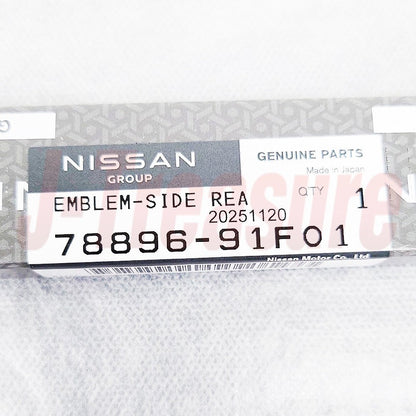 NISSAN
GROUP
GENUINE PARTS
Made in Japan
EMBLEM-SIDE REA
QTY 1
20251120
78896-91F01
Nissan Motor Co., Ltd.
J-Treasure